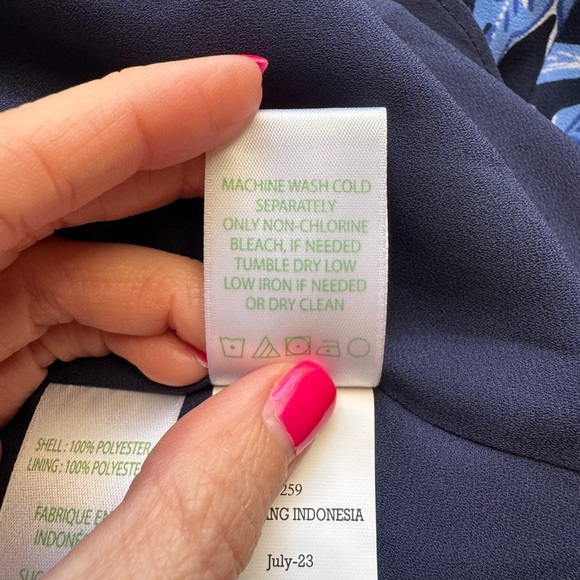 MACHINE WASH COLD
SEPARATELY
ONLY NON-CHLORINE
BLEACH, IF NEEDED
TUMBLE DRY LOW
LOW IRON IF NEEDED
OR DRY CLEAN
SHELL : 100% POLYESTER
LINING : 100% POLYESTER
FABRIQUE EN
259
INDONESIA
July-23